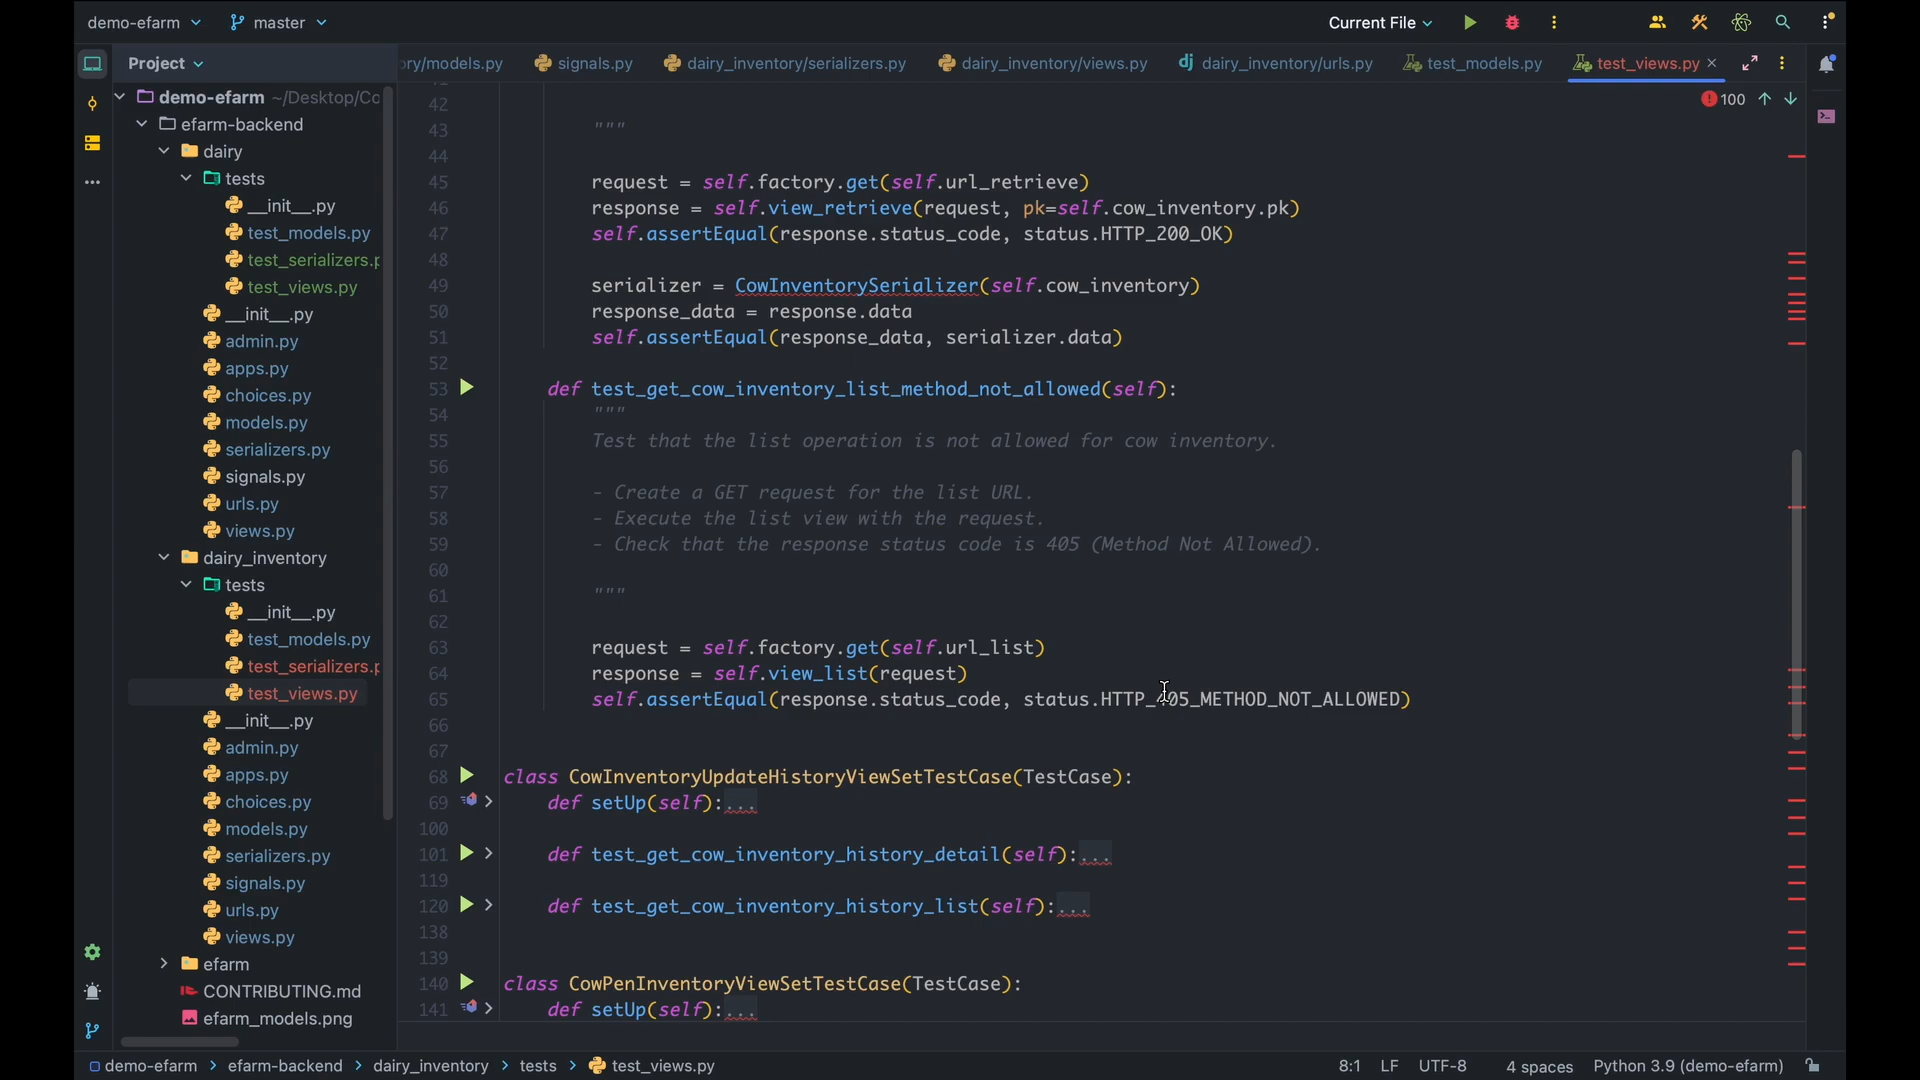 demo-efarm
master
Current File
Project
ory/models.py
signals.py
dairy_inventory/serializers.py
dairy_inventory/views.py
dairy_inventory/urls.py
test_models.py
test_views.py
demo-efarm ~/Desktop/Co
efarm-backend
dairy
tests
__init__.py
test_models.py
test_serializers.p
test_views.py
__init__.py
admin.py
apps.py
choices.py
models.py
serializers.py
signals.py
urls.py
views.py
dairy_inventory
tests
__init__.py
test_models.py
test_serializers.p
test_views.py
__init__.py
admin.py
apps.py
choices.py
models.py
serializers.py
signals.py
urls.py
views.py
efarm
CONTRIBUTING.md
efarm_models.png
100
42
43 """
44
45 request = self.factory.get(self.url_retrieve)
46 response = self.view_retrieve(request, pk=self.cow_inventory.pk)
47 self.assertEqual(response.status_code, status.HTTP_200_OK)
48
49 serializer = CowInventorySerializer(self.cow_inventory)
50 response_data = response.data
51 self.assertEqual(response_data, serializer.data)
52
53 def test_get_cow_inventory_list_method_not_allowed(self):
54 """
55 Test that the list operation is not allowed for cow inventory.
56
57 - Create a GET request for the list URL.
58 - Execute the list view with the request.
59 - Check that the response status code is 405 (Method Not Allowed).
60
61 """
62
63 request = self.factory.get(self.url_list)
64 response = self.view_list(request)
65 self.assertEqual(response.status_code, status.HTTP_405_METHOD_NOT_ALLOWED)
66
67
68 class CowInventoryUpdateHistoryViewSetTestCase(TestCase):
69 def setUp(self):...
100
101 def test_get_cow_inventory_history_detail(self):...
119
120 def test_get_cow_inventory_history_list(self):...
138
139
140 class CowPenInventoryViewSetTestCase(TestCase):
141 def setUp(self):...
demo-efarm > efarm-backend > dairy_inventory > tests > test_views.py
8:1 LF UTF-8 4 spaces Python 3.9 (demo-efarm)